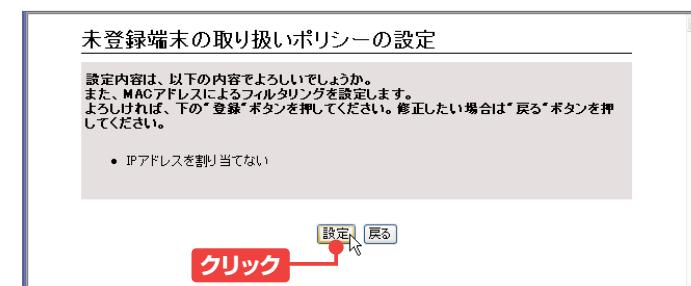 未登録端末の取り扱いポリシーの設定
設定内容は、以下の内容でよろしいでしょうか。
また、MACアドレスによるフィルタリングを設定します。
よろしければ、下の"登録"ボタンを押してください。修正したい場合は"戻る"ボタンを押
してください。
• IPアドレスを割り当てない
設定 戻る
クリック